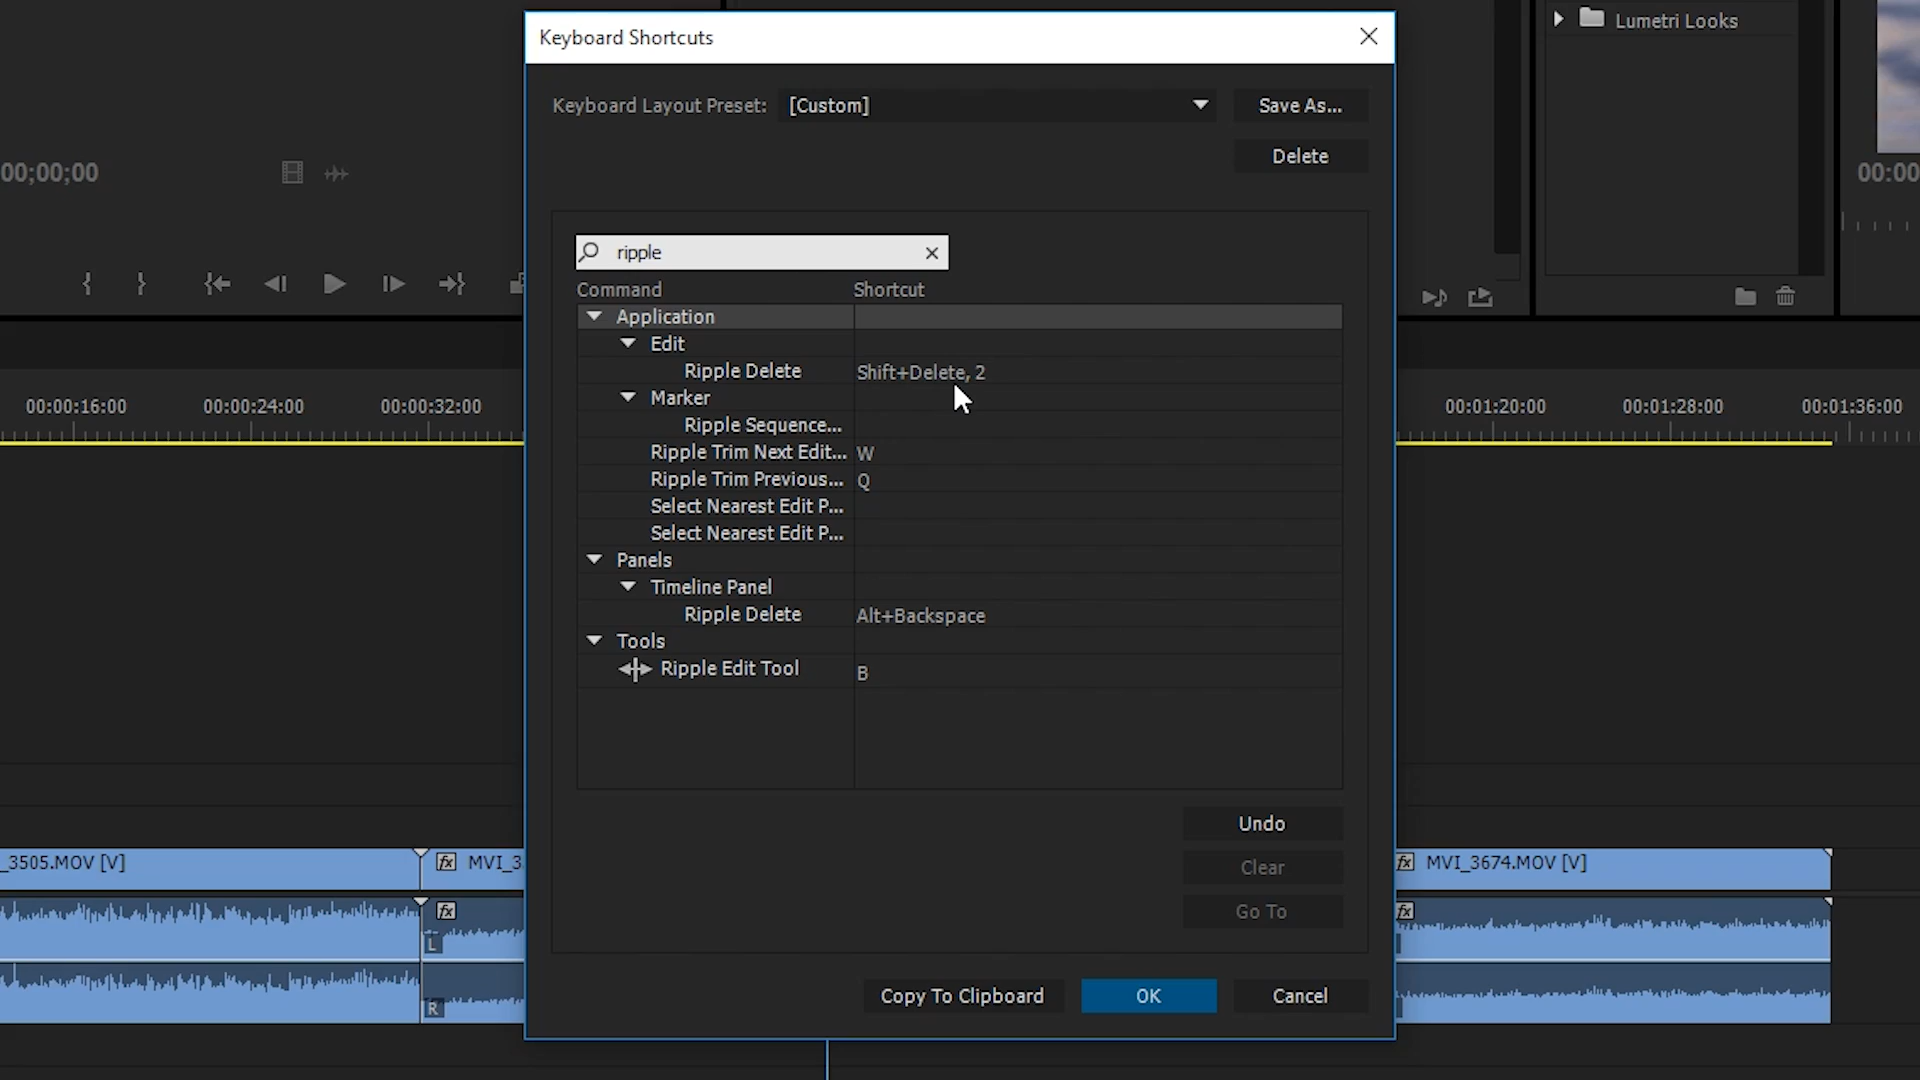 Keyboard Shortcuts
Lumetri Looks
Keyboard Layout Preset: [Custom] Save As...
Delete
00;00;00
00:00
ripple
Command Shortcut
Application
Edit
Ripple Delete Shift+Delete, 2
Marker
Ripple Sequence...
Ripple Trim Next Edit... W
Ripple Trim Previous... Q
Select Nearest Edit P...
Select Nearest Edit P...
Panels
Timeline Panel
Ripple Delete Alt+Backspace
Tools
Ripple Edit Tool B
00:00:16:00 00:00:24:00 00:00:32:00 00:01:20:00 00:01:28:00 00:01:36:00
Undo
Clear
Go To
_3505.MOV [V] fx MVI_3 fx MVI_3674.MOV [V]
fx fx
L
R
Copy To Clipboard OK Cancel